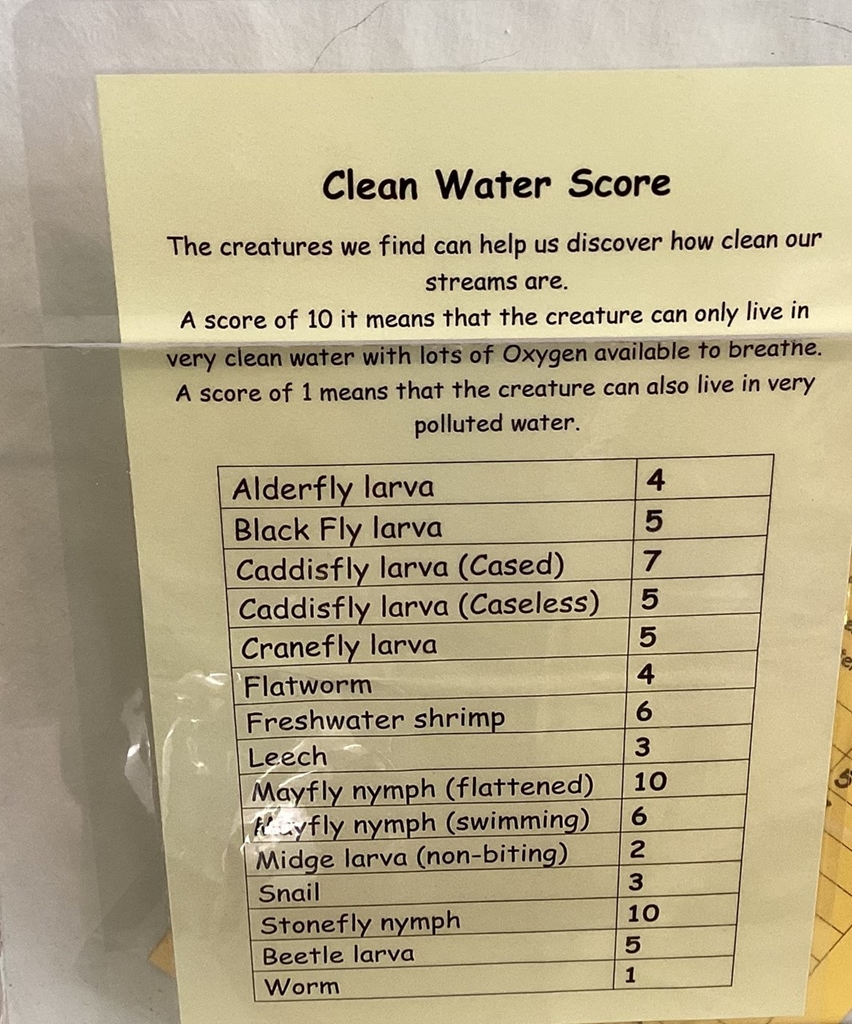 Clean Water Score
The creatures we find can help us discover how clean our
streams are.
A score of 10 it means that the creature can only live in
very clean water with lots of Oxygen available to breathe.
A score of 1 means that the creature can also live in very
polluted water.
Alderfly larva 4
Black Fly larva 5
Caddisfly larva (Cased) 7
Caddisfly larva (Caseless) 5
Cranefly larva 5
Flatworm 4
Freshwater shrimp 6
Leech 3
Mayfly nymph (flattened) 10
Mayfly nymph (swimming) 6
Midge larva (non-biting) 2
Snail 3
Stonefly nymph 10
Beetle larva 5
Worm 1